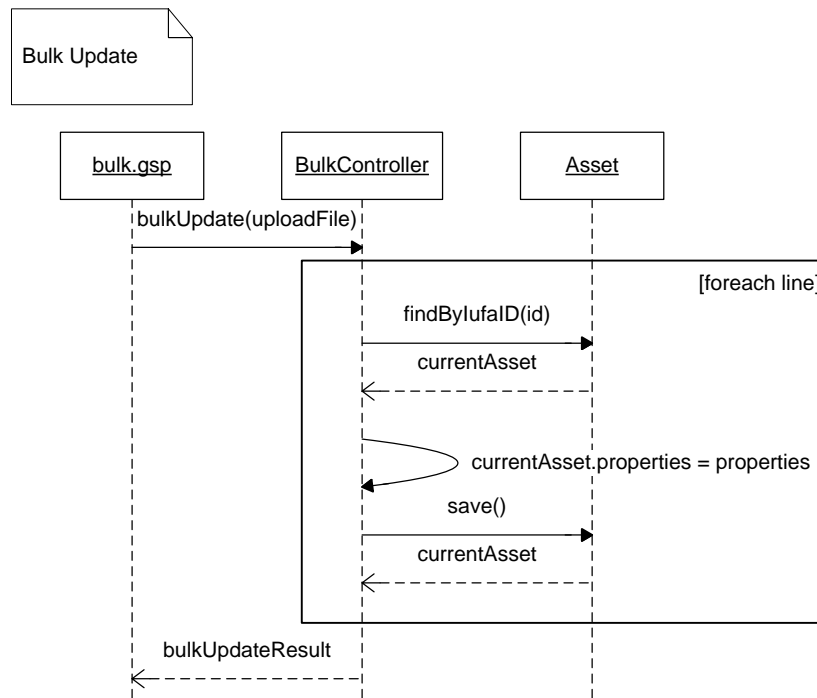 Bulk Update
bulk.gsp
BulkController
Asset
bulkUpdate(uploadFile)
[foreach line]
findByIufaID(id)
currentAsset
currentAsset.properties = properties
save()
currentAsset
bulkUpdateResult